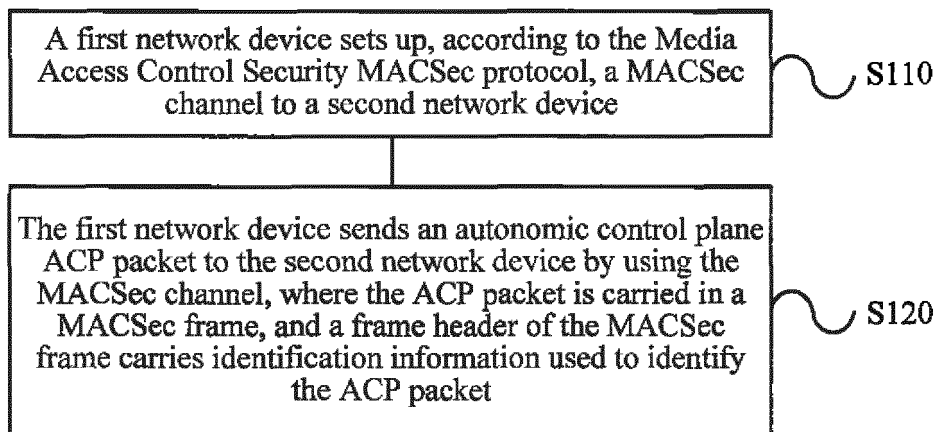 A first network device sets up, according to the Media
Access Control Security MACSec protocol, a MACSec
channel to a second network device
S110
The first network device sends an autonomic control plane
ACP packet to the second network device by using the
MACSec channel, where the ACP packet is carried in a
MACSec frame, and a frame header of the MACSec
frame carries identification information used to identify
the ACP packet
S120